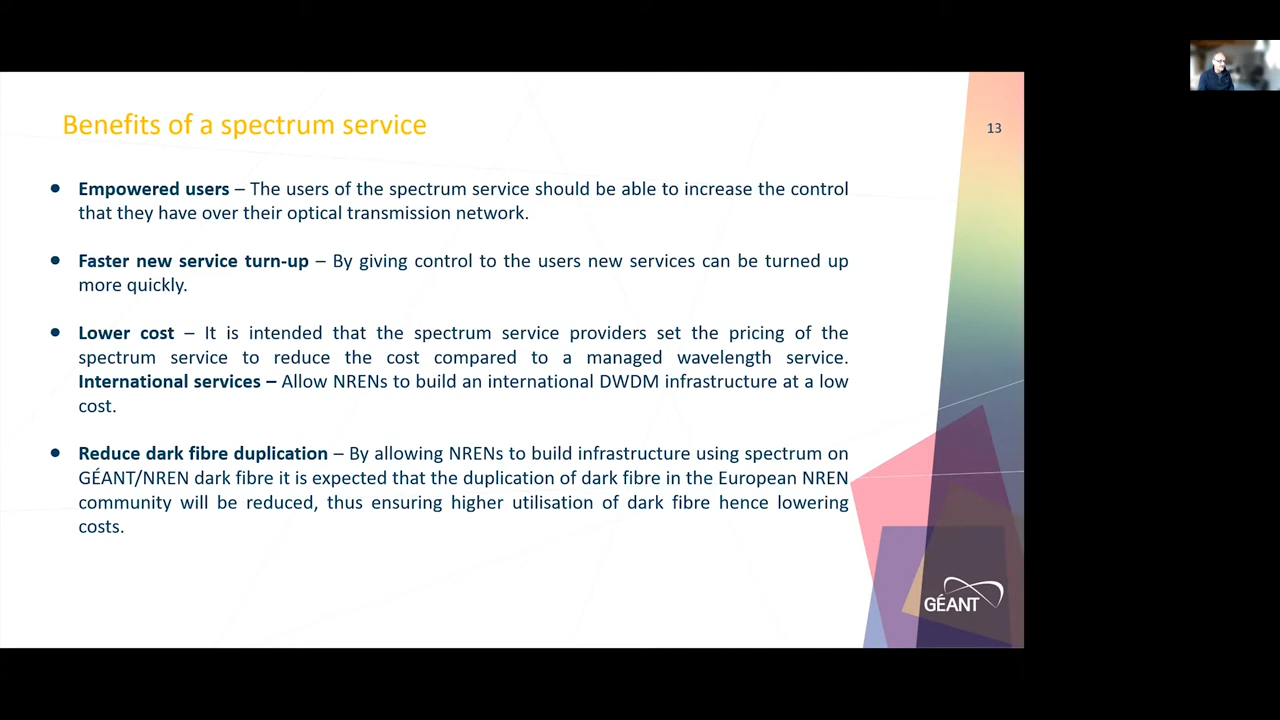 Benefits of a spectrum service
13
● Empowered users – The users of the spectrum service should be able to increase the control
that they have over their optical transmission network.
● Faster new service turn-up – By giving control to the users new services can be turned up
more quickly.
● Lower cost – It is intended that the spectrum service providers set the pricing of the
spectrum service to reduce the cost compared to a managed wavelength service.
International services – Allow NRENs to build an international DWDM infrastructure at a low
cost.
● Reduce dark fibre duplication – By allowing NRENs to build infrastructure using spectrum on
GÉANT/NREN dark fibre it is expected that the duplication of dark fibre in the European NREN
community will be reduced, thus ensuring higher utilisation of dark fibre hence lowering
costs.
GÉANT